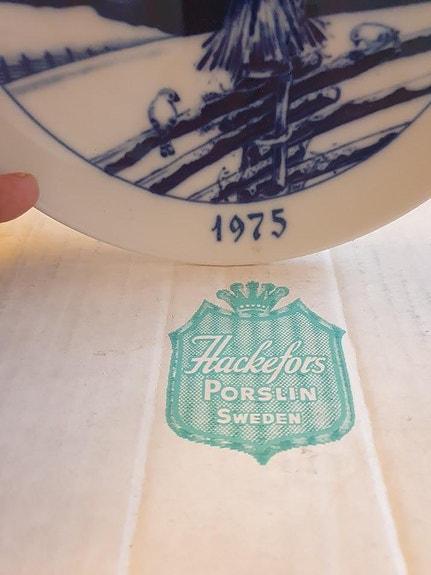 1975
Hackefors
PORSLIN
SWEDEN